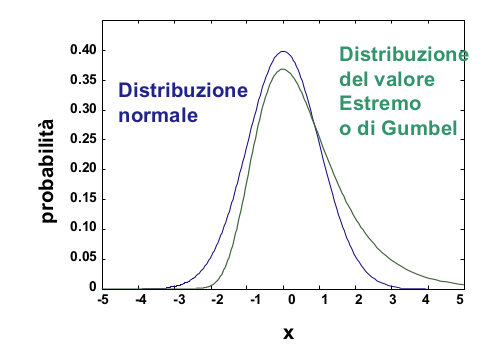 0.40
0.35
0.30
0.25
0.20
0.15
0.10
0.05
0
probabilità
Distribuzione
normale
Distribuzione
del valore
Estremo
o di Gumbel
-5 -4 -3 -2 -1 0 1 2 3 4 5
x